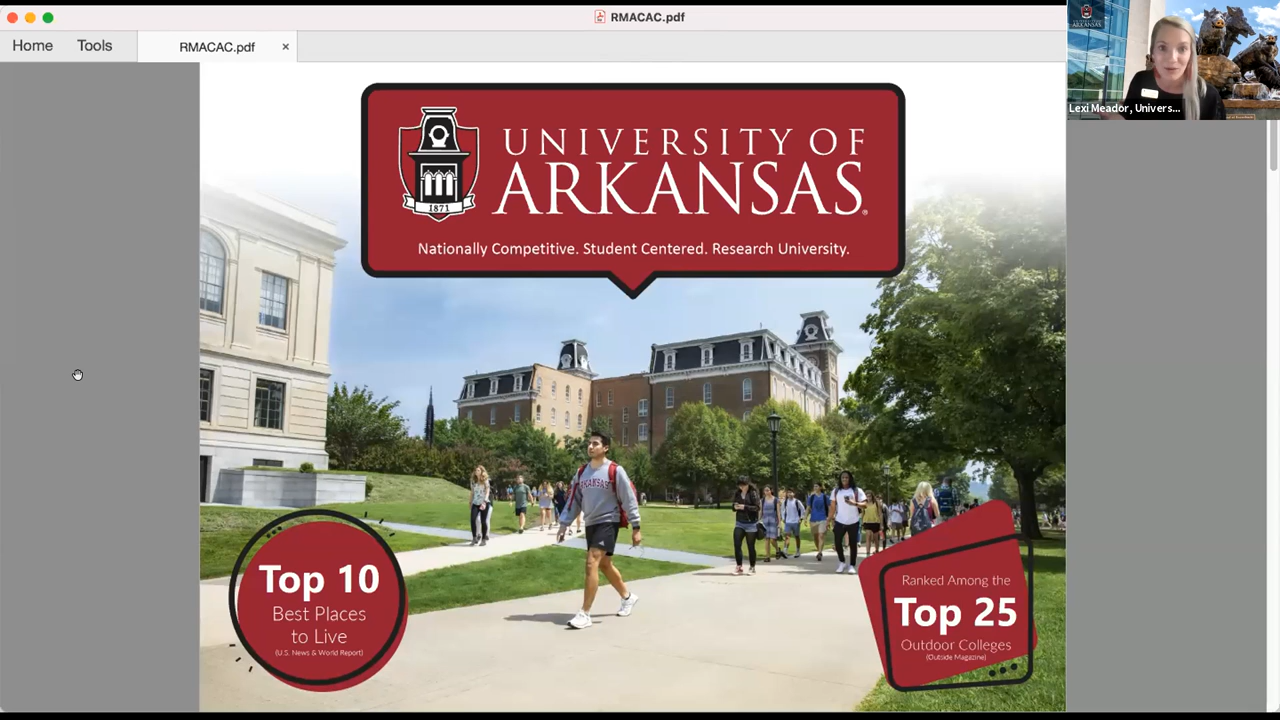 RMACAC.pdf
Home
Tools
RMACAC.pdf
×
UNIVERSITY OF
ARKANSAS
ARKANSAS®
1871
Nationally Competitive. Student Centered. Research University.
Lexi Meador, Univers...
ARKANSAS
Top 10
Best Places
to Live
(U.S. News & World Report)
Ranked Among the
Top 25
Outdoor Colleges
(Outside Magazine)